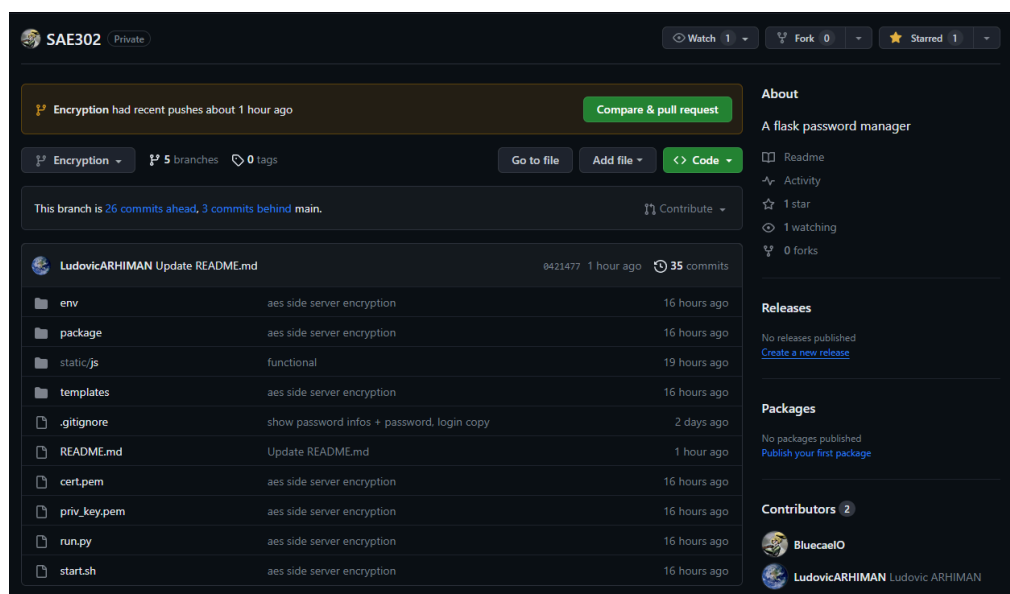 SAE302 Private Watch 1 Fork 0 Starred 1
Encryption had recent pushes about 1 hour ago Compare & pull request
Encryption 5 branches 0 tags Go to file Add file <> Code
This branch is 26 commits ahead, 3 commits behind main. Contribute
LudovicARHIMAN Update README.md 0421477 1 hour ago 35 commits
env aes side server encryption 16 hours ago
package aes side server encryption 16 hours ago
static/js functional 19 hours ago
templates aes side server encryption 16 hours ago
.gitignore show password infos + password, login copy 2 days ago
README.md Update README.md 1 hour ago
cert.pem aes side server encryption 16 hours ago
priv_key.pem aes side server encryption 16 hours ago
run.py aes side server encryption 16 hours ago
start.sh aes side server encryption 16 hours ago
About
A flask password manager
Readme
Activity
1 star
1 watching
0 forks
Releases
No releases published
Create a new release
Packages
No packages published
Publish your first package
Contributors 2
BluecaelO
LudovicARHIMAN Ludovic ARHIMAN